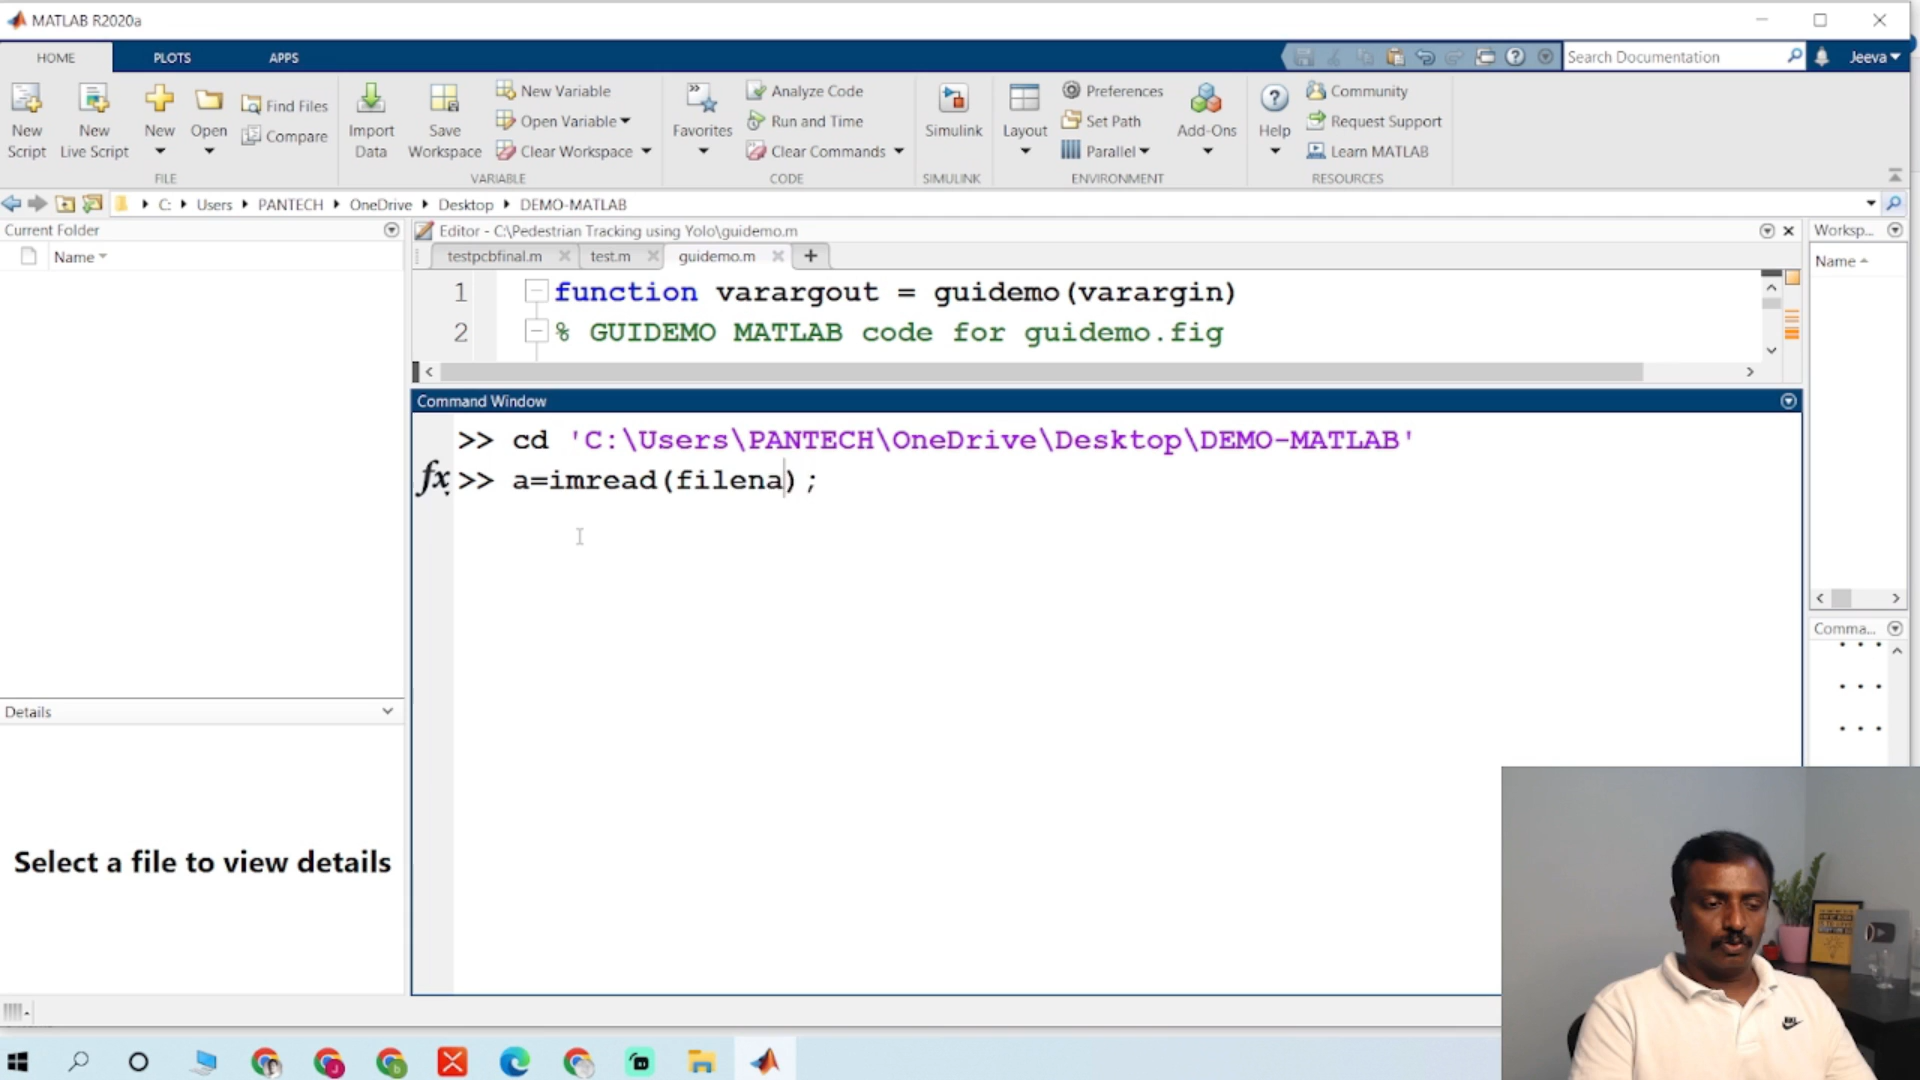 MATLAB R2020a
HOME PLOTS APPS Search Documentation Jeeva
New Script New Live Script New Open Find Files Compare
Import Data Save Workspace New Variable Open Variable Clear Workspace
Favorites Analyze Code Run and Time Clear Commands
Simulink Layout Preferences Set Path Parallel Add-Ons
Help Community Request Support Learn MATLAB
FILE VARIABLE CODE SIMULINK ENVIRONMENT RESOURCES
C: Users PANTECH OneDrive Desktop DEMO-MATLAB
Current Folder
Name
Editor - C:\Pedestrian Tracking using Yolo\guidemo.m
testpcbfinal.m test.m guidemo.m +
1 function varargout = guidemo(varargin)
2 % GUIDEMO MATLAB code for guidemo.fig
Command Window
>> cd 'C:\Users\PANTECH\OneDrive\Desktop\DEMO-MATLAB'
fx >> a=imread(filena);
Worksp...
Name
Comma...
Details
Select a file to view details